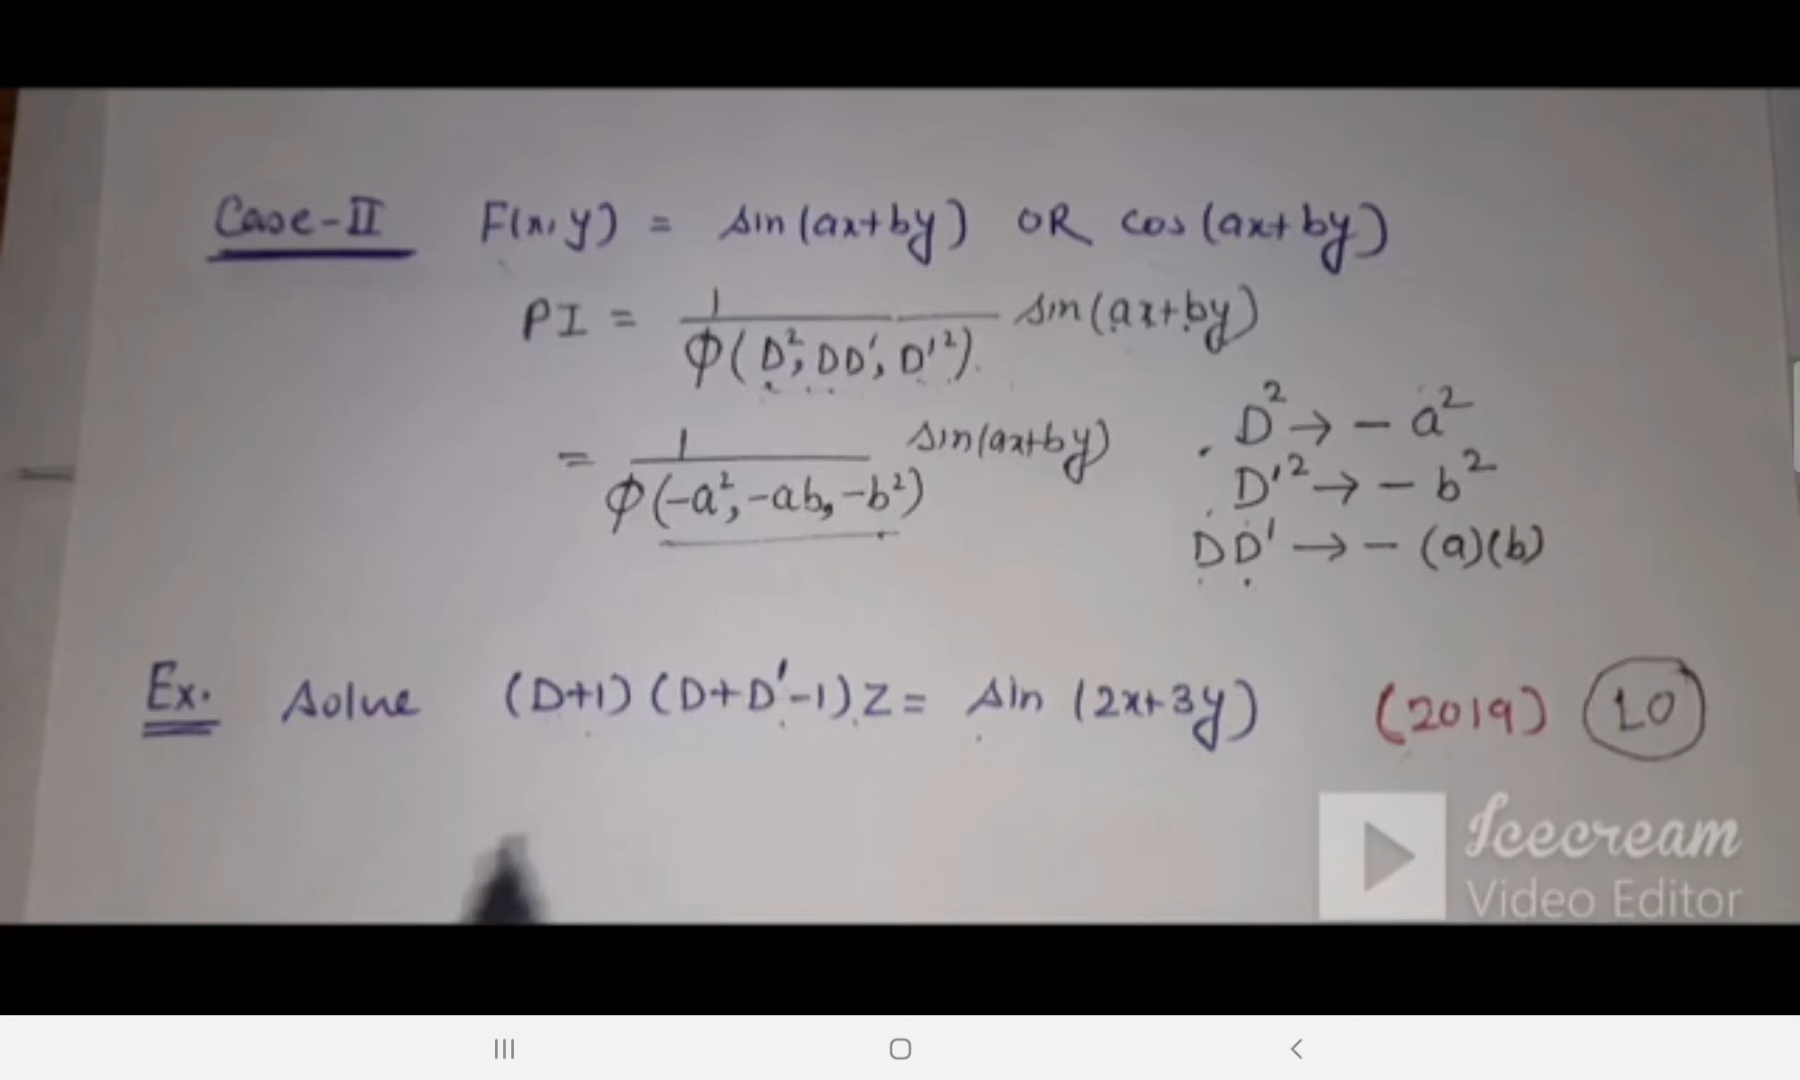 Case-II F(x,y) = sin(ax+by) OR cos(ax+by)
PI = 1/ϕ(D², DD', D'²) sin(ax+by)
= 1/ϕ(-a², -ab, -b²) sin(ax+by)
D² → -a²
D'² → -b²
DD' → -(a)(b)
Ex. Solve (D+1)(D+D'-1)Z = sin(2x+3y) (2019) 10
Icecream
Video Editor